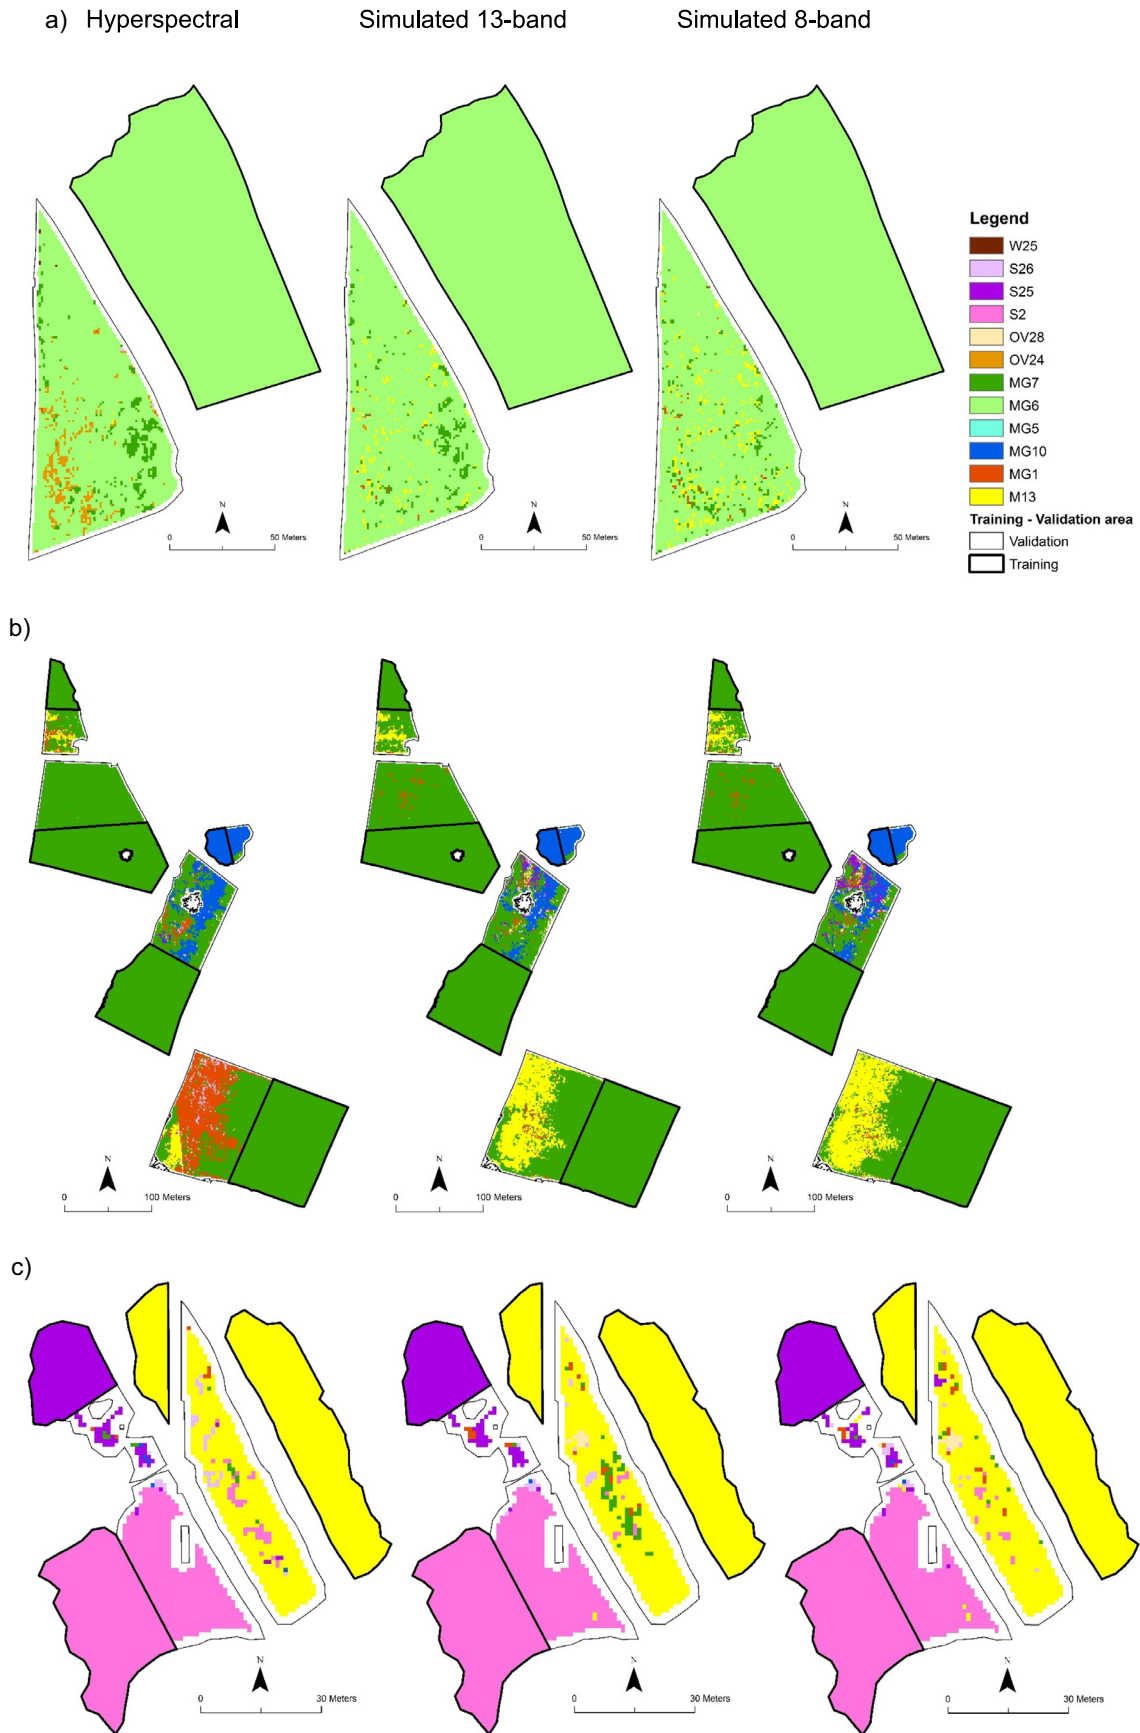 a) Hyperspectral Simulated 13-band Simulated 8-band
Legend
W25
S26
S25
S2
OV28
OV24
MG7
MG6
MG5
MG10
MG1
M13
Training - Validation area
Validation
Training
N N N
0 50 Meters 0 50 Meters 0 50 Meters
b)
N N N
0 100 Meters 0 100 Meters 0 100 Meters
c)
N N N
0 30 Meters 0 30 Meters 0 30 Meters